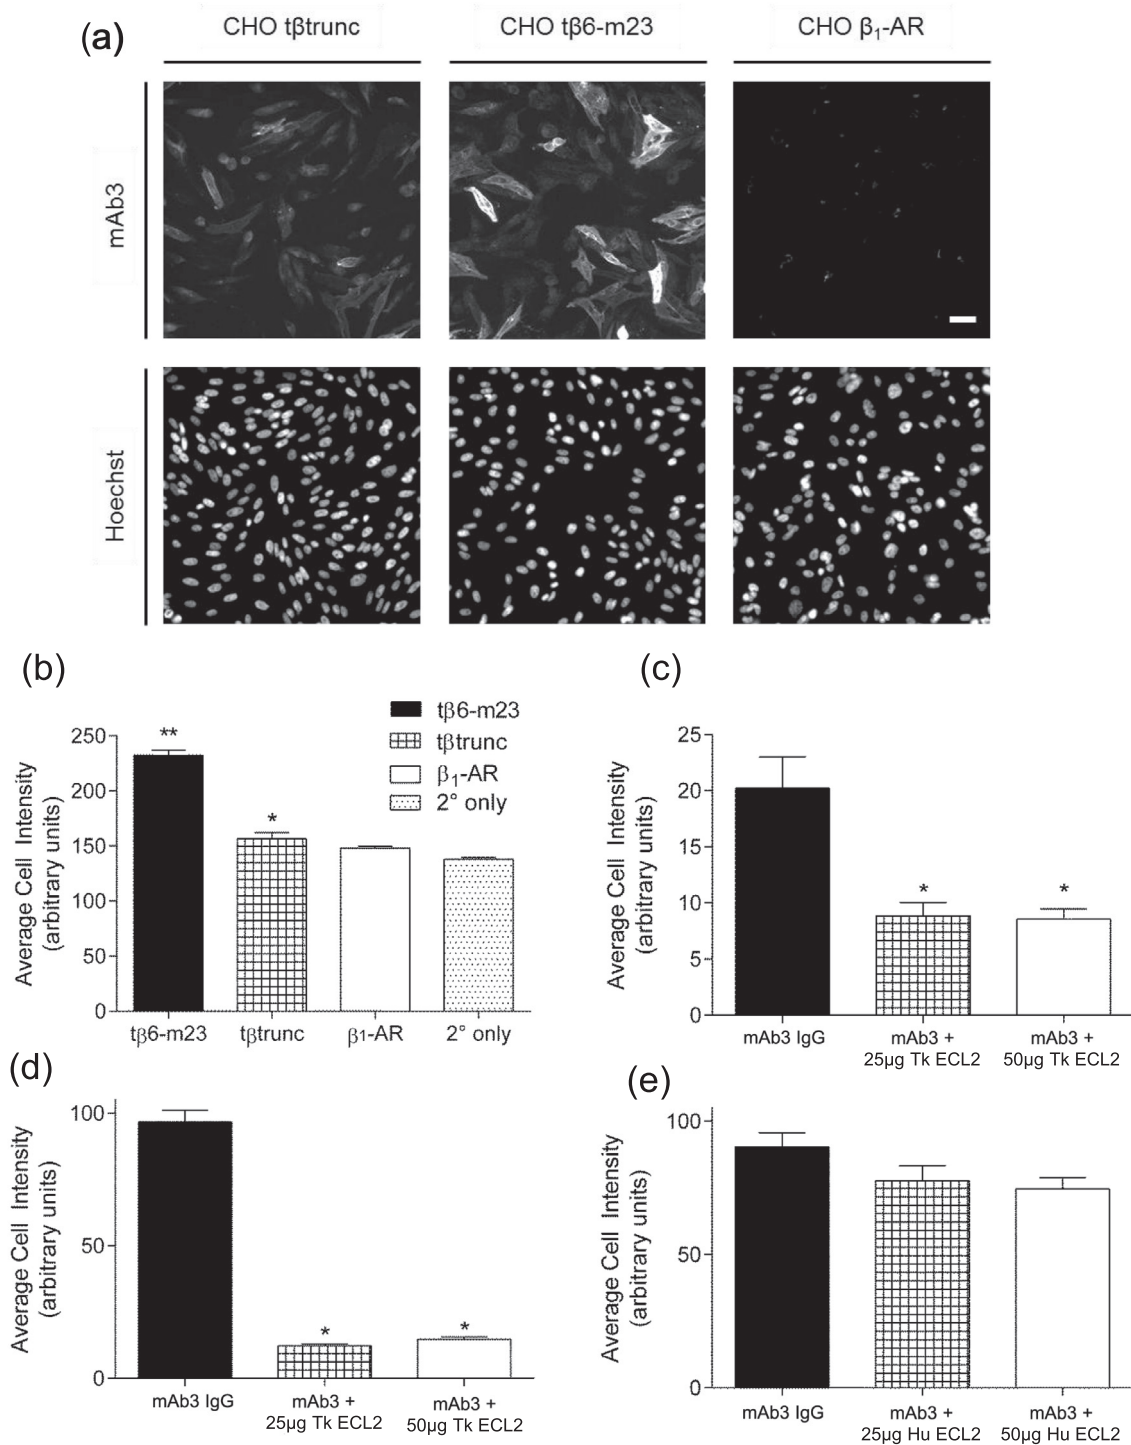 (a)
CHO tβtrunc
CHO tβ6-m23
CHO β1-AR
mAb3
Hoechst
(b)
Average Cell Intensity
(arbitrary units)
250
200
150
100
50
0
**
*
tβ6-m23
tβtrunc
β1-AR
2° only
tβ6-m23
tβtrunc
β1-AR
2° only
(c)
Average Cell Intensity
(arbitrary units)
25
20
15
10
5
0
*
*
mAb3 IgG
mAb3 +
25µg Tk ECL2
mAb3 +
50µg Tk ECL2
(d)
Average Cell Intensity
(arbitrary units)
100
50
0
*
*
mAb3 IgG
mAb3 +
25µg Tk ECL2
mAb3 +
50µg Tk ECL2
(e)
Average Cell Intensity
(arbitrary units)
100
50
0
mAb3 IgG
mAb3 +
25µg Hu ECL2
mAb3 +
50µg Hu ECL2